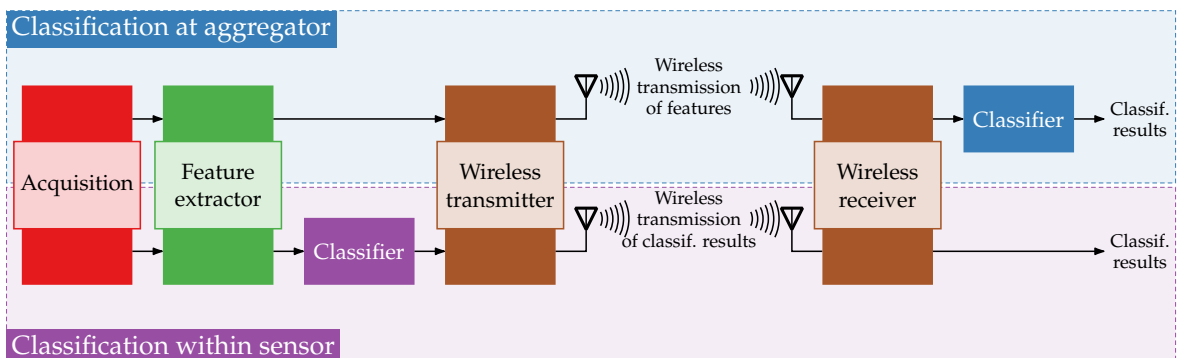 Classification at aggregator
Wireless
transmission
of features
Classifier
Classif.
results
Acquisition
Feature
extractor
Wireless
transmitter
Wireless
receiver
Wireless
transmission
of classif. results
Classifier
Classif.
results
Classification within sensor